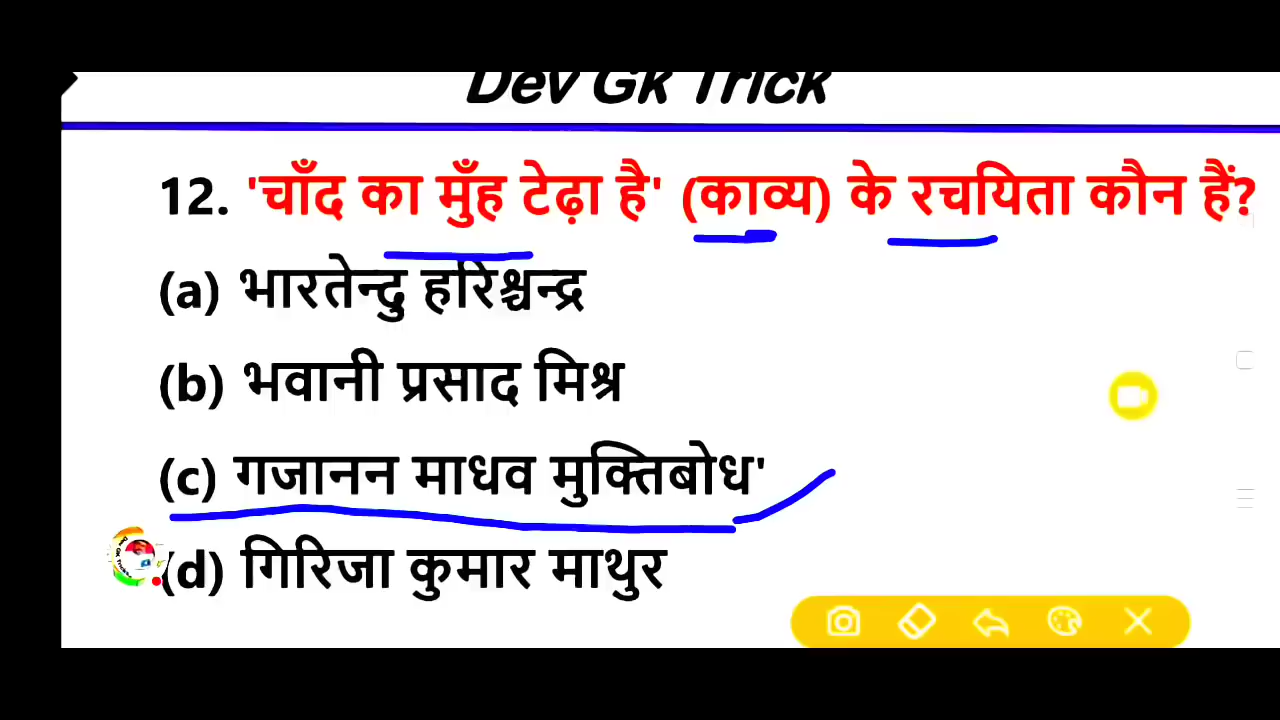 Dev Gk Trick
12. 'चाँद का मुँह टेढ़ा है' (काव्य) के रचयिता कौन हैं?
(a) भारतेन्दु हरिश्चन्द्र
(b) भवानी प्रसाद मिश्र
(c) गजानन माधव मुक्तिबोध'
(d) गिरिजा कुमार माथुर